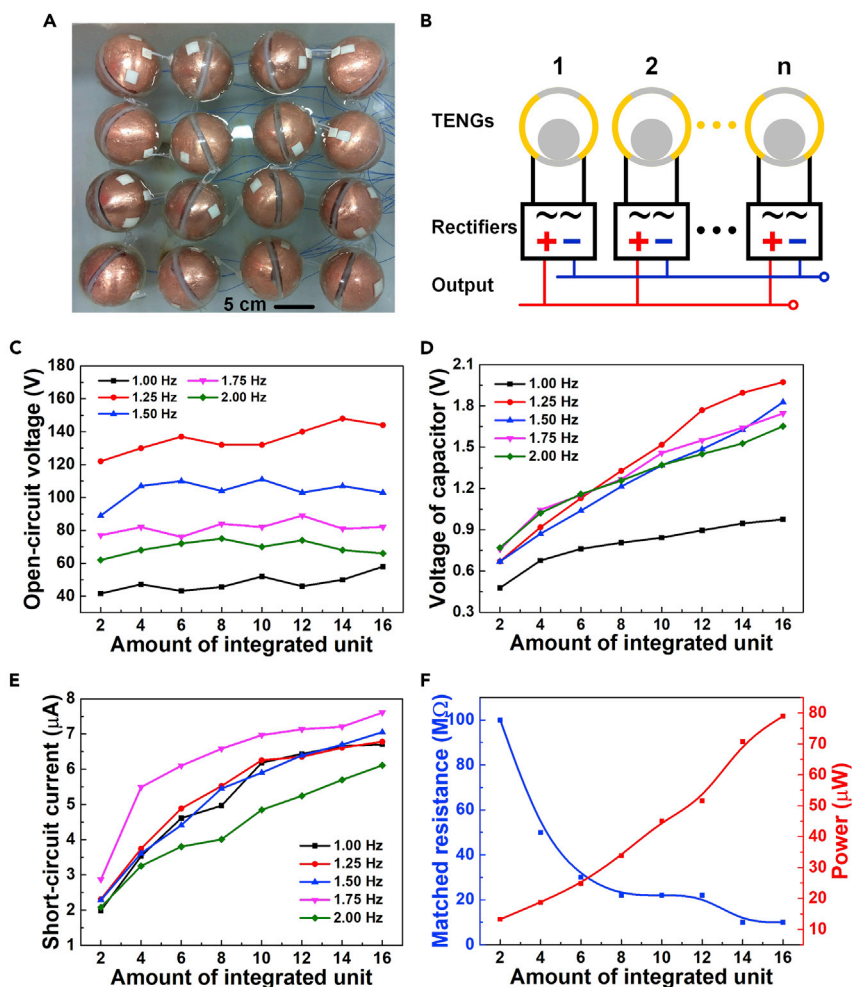 A
5 cm
B
1 2 n
TENGs
Rectifiers
~~ ~~ ~~
+ − + − + −
Output
C
Open-circuit voltage (V)
180
160
140
120
100
80
60
40
1.00 Hz 1.75 Hz
1.25 Hz 2.00 Hz
1.50 Hz
2 4 6 8 10 12 14 16
Amount of integrated unit
D
Voltage of capacitor (V)
2.1
1.8
1.5
1.2
0.9
0.6
0.3
1.00 Hz
1.25 Hz
1.50 Hz
1.75 Hz
2.00 Hz
2 4 6 8 10 12 14 16
Amount of integrated unit
E
Short-circuit current (μA)
8
7
6
5
4
3
2
1
1.00 Hz
1.25 Hz
1.50 Hz
1.75 Hz
2.00 Hz
2 4 6 8 10 12 14 16
Amount of integrated unit
F
Matched resistance (MΩ)
100
80
60
40
20
0
Power (μW)
80
70
60
50
40
30
20
10
2 4 6 8 10 12 14 16
Amount of integrated unit